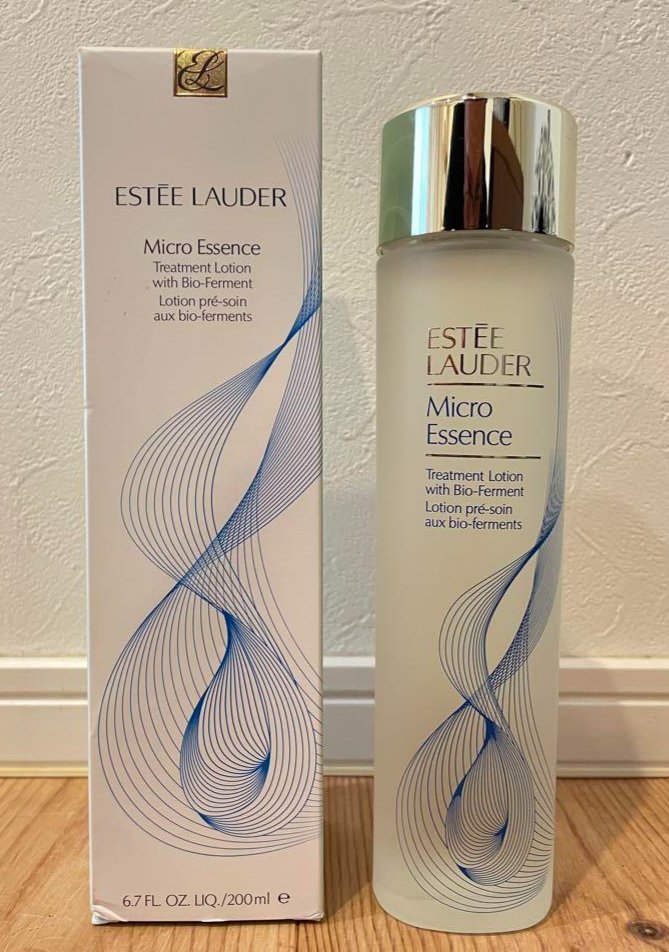 EL
ESTĒE LAUDER
Micro Essence
Treatment Lotion
with Bio-Ferment
Lotion pré-soin
aux bio-ferments
6.7 FL. OZ. LIQ./200ml e
ESTĒE
LAUDER
Micro
Essence
Treatment Lotion
with Bio-Ferment
Lotion pré-soin
aux bio-ferments